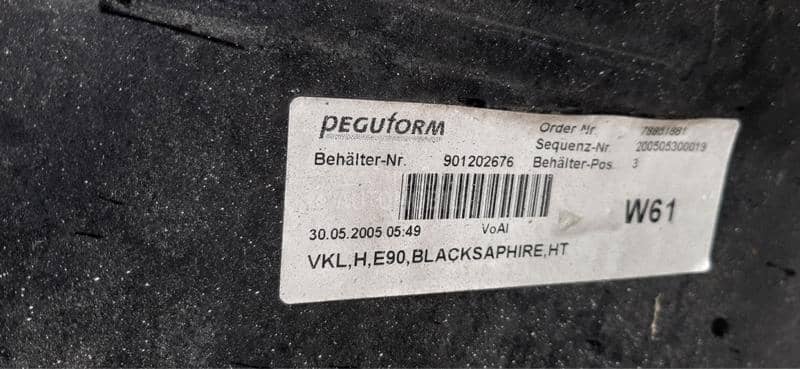 PEGUFORM
Order Nr. 78851881
Sequenz-Nr. 200505300019
Behälter-Nr. 901202676 Behälter-Pos. 3
W61
30.05.2005 05:49 VoAl
VKL,H,E90,BLACKSAPHIRE,HT